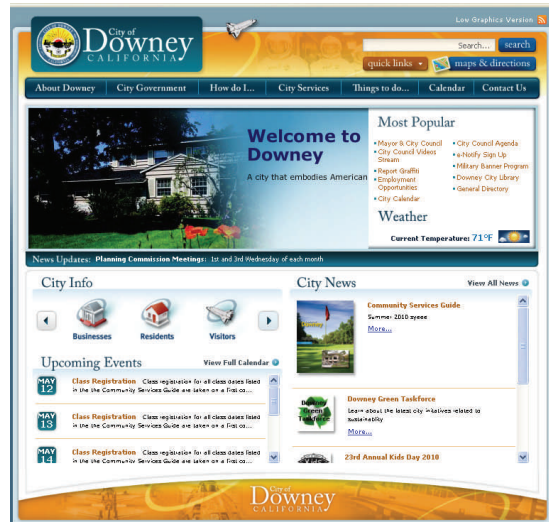 Low Graphics Version
City of
Downey
CALIFORNIA
Search...
search
quick links
maps & directions
About Downey
City Government
How do I...
City Services
Things to do...
Calendar
Contact Us
Welcome to
Downey
A city that embodies American
Most Popular
Mayor & City Council
City Council Videos
Stream
Report Graffiti
Employment
Opportunities
City Calendar
City Council Agenda
e-Notify Sign Up
Military Banner Program
Downey City Library
General Directory
Weather
Current Temperature: 71°F
News Updates: Planning Commission Meetings: 1st and 3rd Wednesday of each month
City Info
Businesses
Residents
Visitors
Upcoming Events
View Full Calendar
MAY
12
Class Registration Class registration for all class dates listed
in the the Community Services Guide are taken on a first co...
MAY
13
Class Registration Class registration for all class dates listed
in the the Community Services Guide are taken on a first co...
MAY
14
Class Registration Class registration for all class dates listed
in the the Community Services Guide are taken on a first co...
City News
View All News
Downey
Community Services Guide
Summer 2010
More...
Downey
Green
Taskforce
Downey Green Taskforce
Learn about the latest city initiatives related to
sustainability
More...
23rd Annual Kids Day 2010
City of
Downey
CALIFORNIA